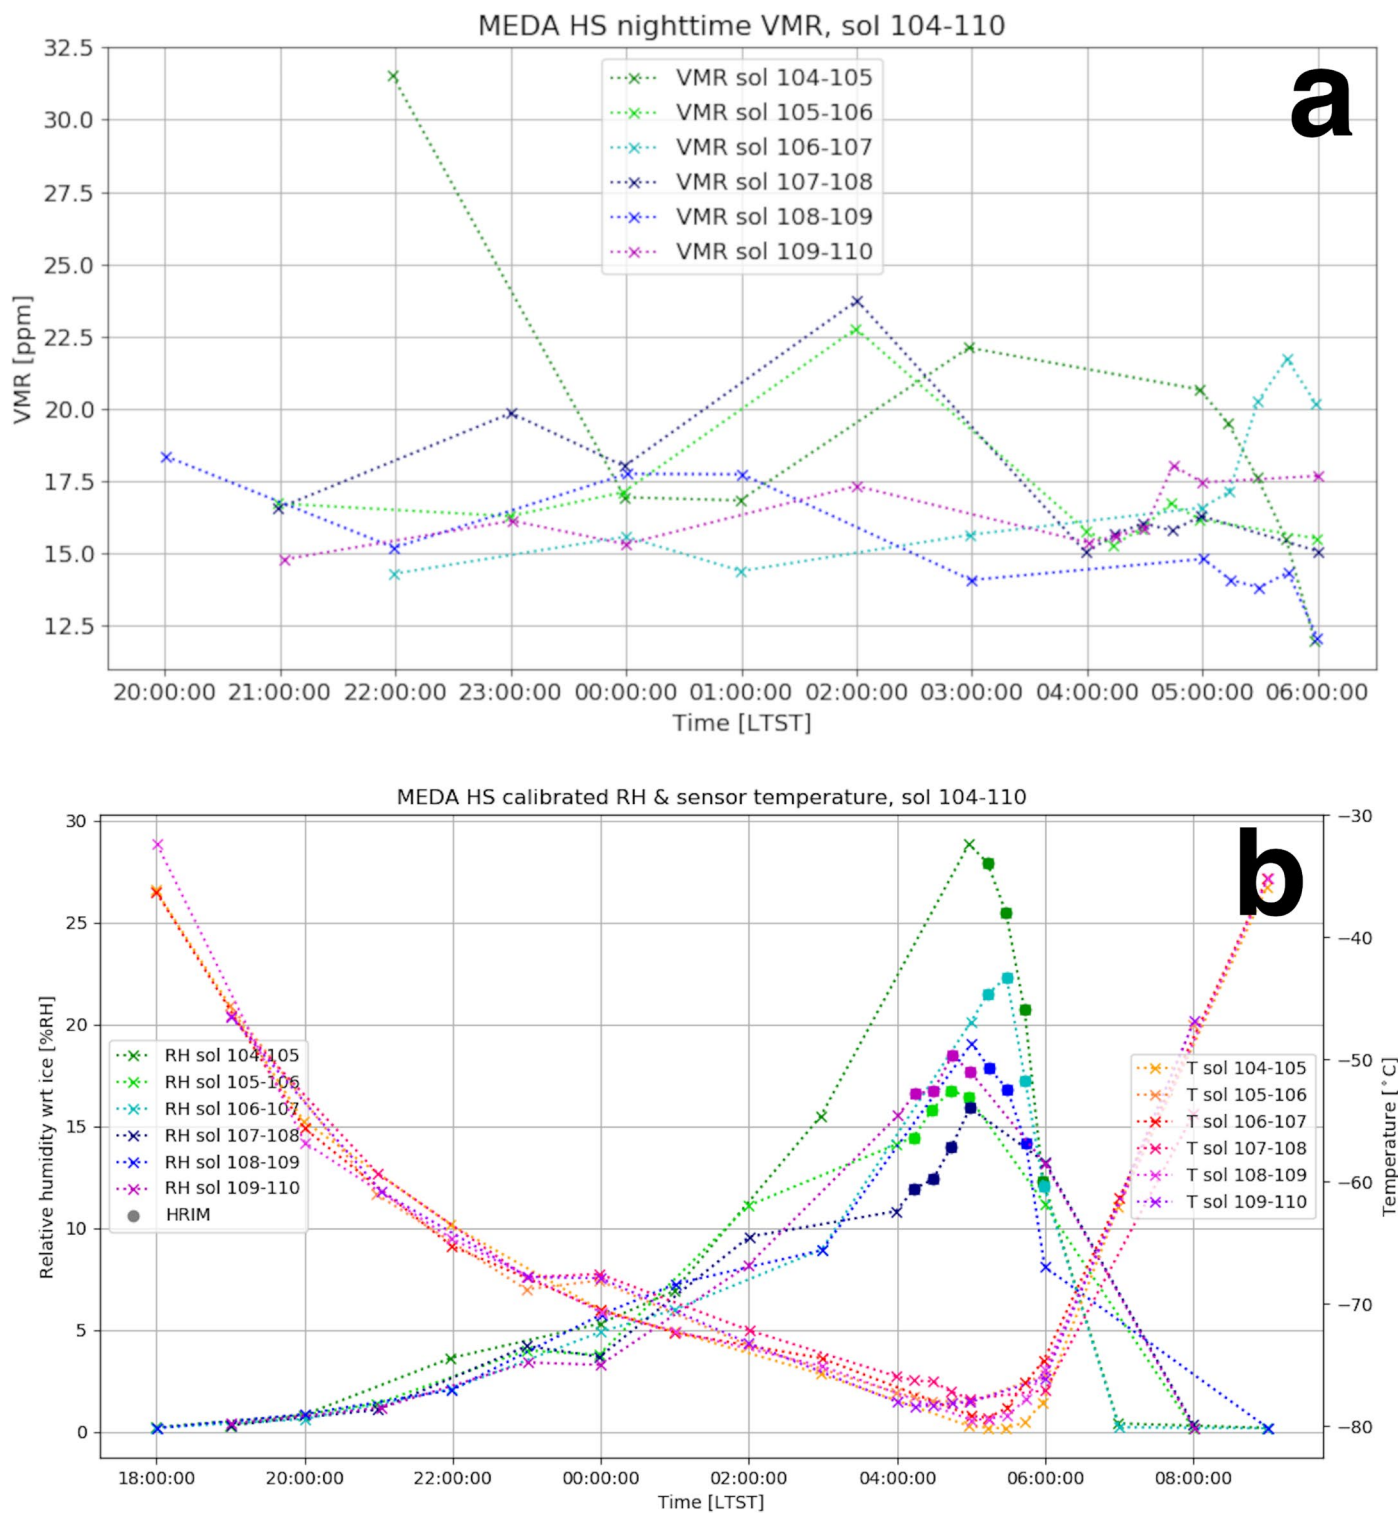 MEDA HS nighttime VMR, sol 104-110
a
VMR [ppm]
32.5
30.0
27.5
25.0
22.5
20.0
17.5
15.0
12.5
VMR sol 104-105
VMR sol 105-106
VMR sol 106-107
VMR sol 107-108
VMR sol 108-109
VMR sol 109-110
20:00:00 21:00:00 22:00:00 23:00:00 00:00:00 01:00:00 02:00:00 03:00:00 04:00:00 05:00:00 06:00:00
Time [LTST]
MEDA HS calibrated RH & sensor temperature, sol 104-110
b
Relative humidity wrt ice [%RH]
30
25
20
15
10
5
0
RH sol 104-105
RH sol 105-106
RH sol 106-107
RH sol 107-108
RH sol 108-109
RH sol 109-110
HRIM
T sol 104-105
T sol 105-106
T sol 106-107
T sol 107-108
T sol 108-109
T sol 109-110
−30
−40
−50
−60
−70
−80
Temperature [°C]
18:00:00 20:00:00 22:00:00 00:00:00 02:00:00 04:00:00 06:00:00 08:00:00
Time [LTST]